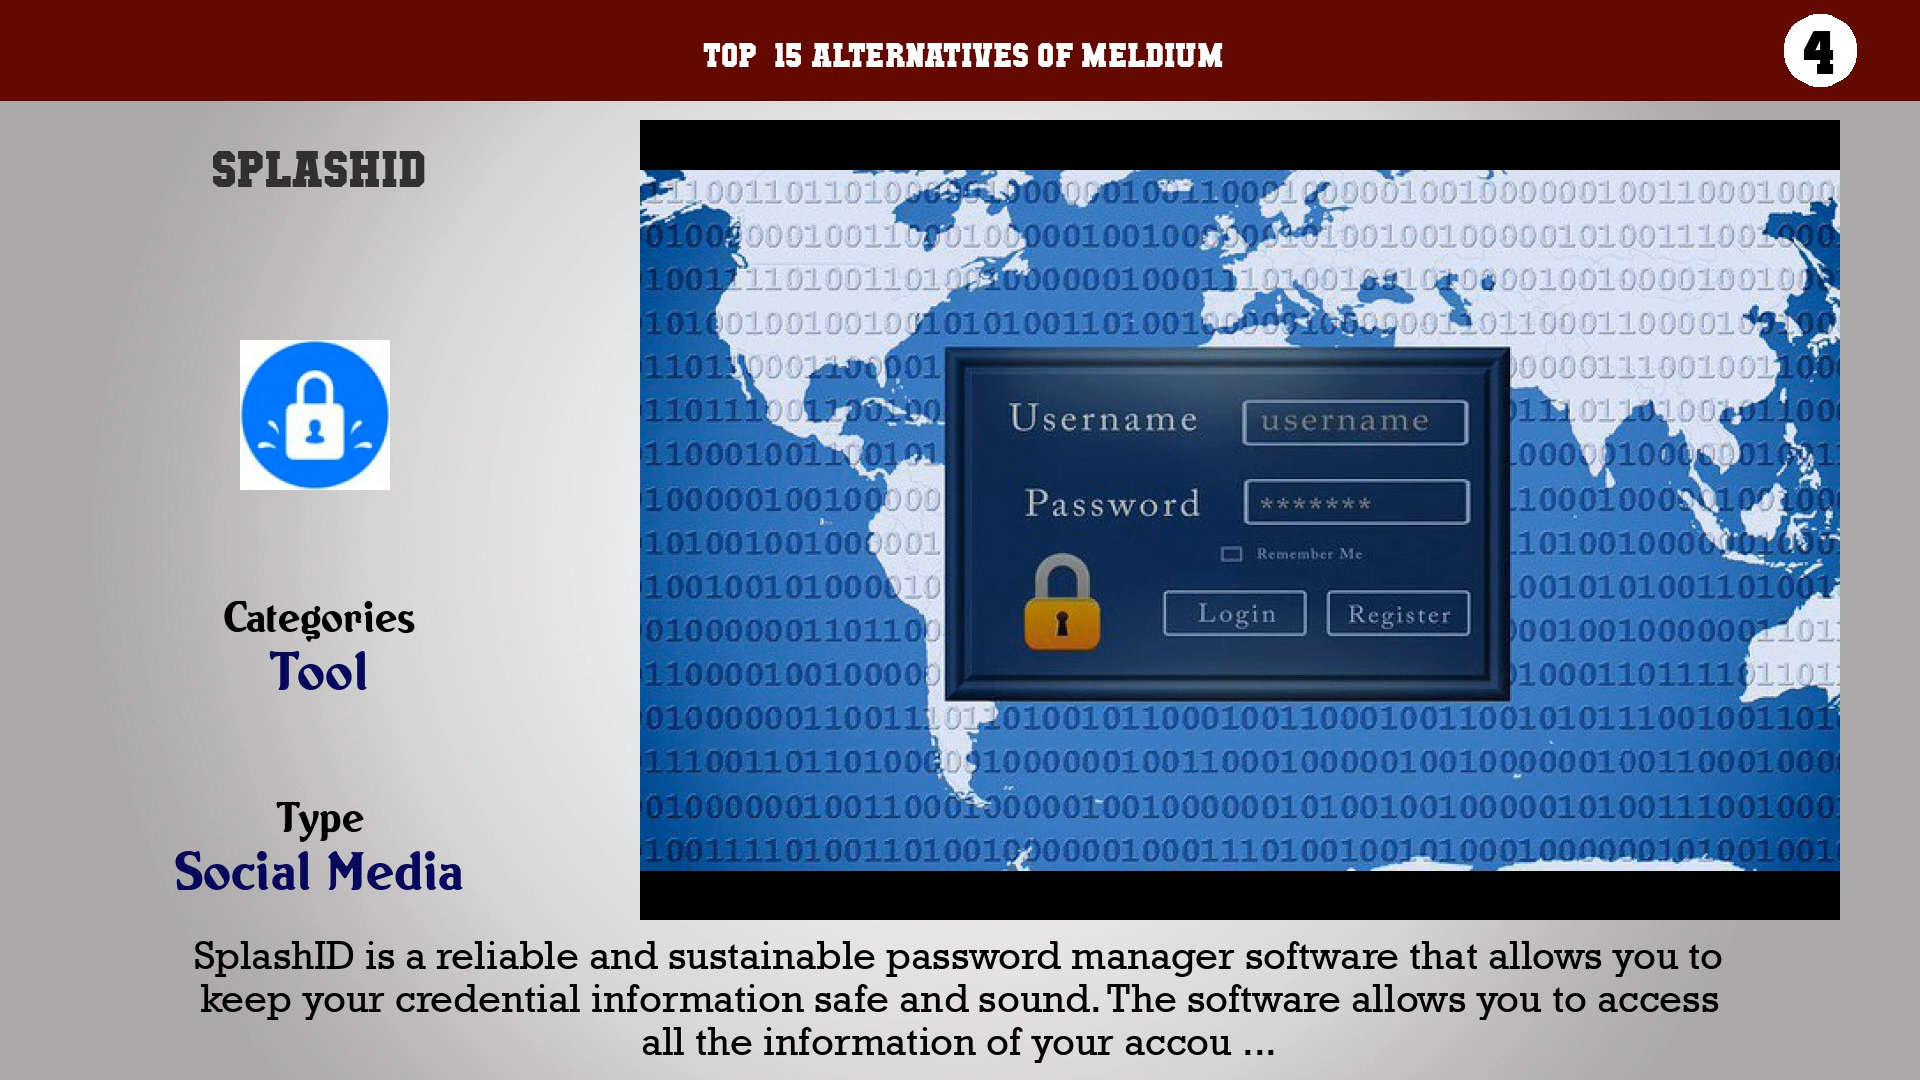 TOP 15 ALTERNATIVES OF MELDIUM
4
SPLASHID
Username
username
Password
*******
Remember Me
Login
Register
Categories
Tool
Type
Social Media
SplashID is a reliable and sustainable password manager software that allows you to
keep your credential information safe and sound. The software allows you to access
all the information of your accou ...